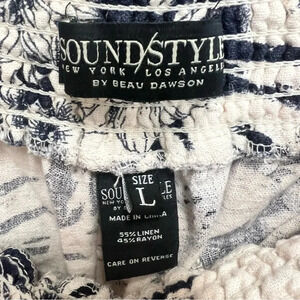 SOUND/STYLE
NEW YORK LOS ANGELES
BY BEAU DAWSON
SIZE
L
MADE IN CHINA
55% LINEN
45% RAYON
CARE ON REVERSE